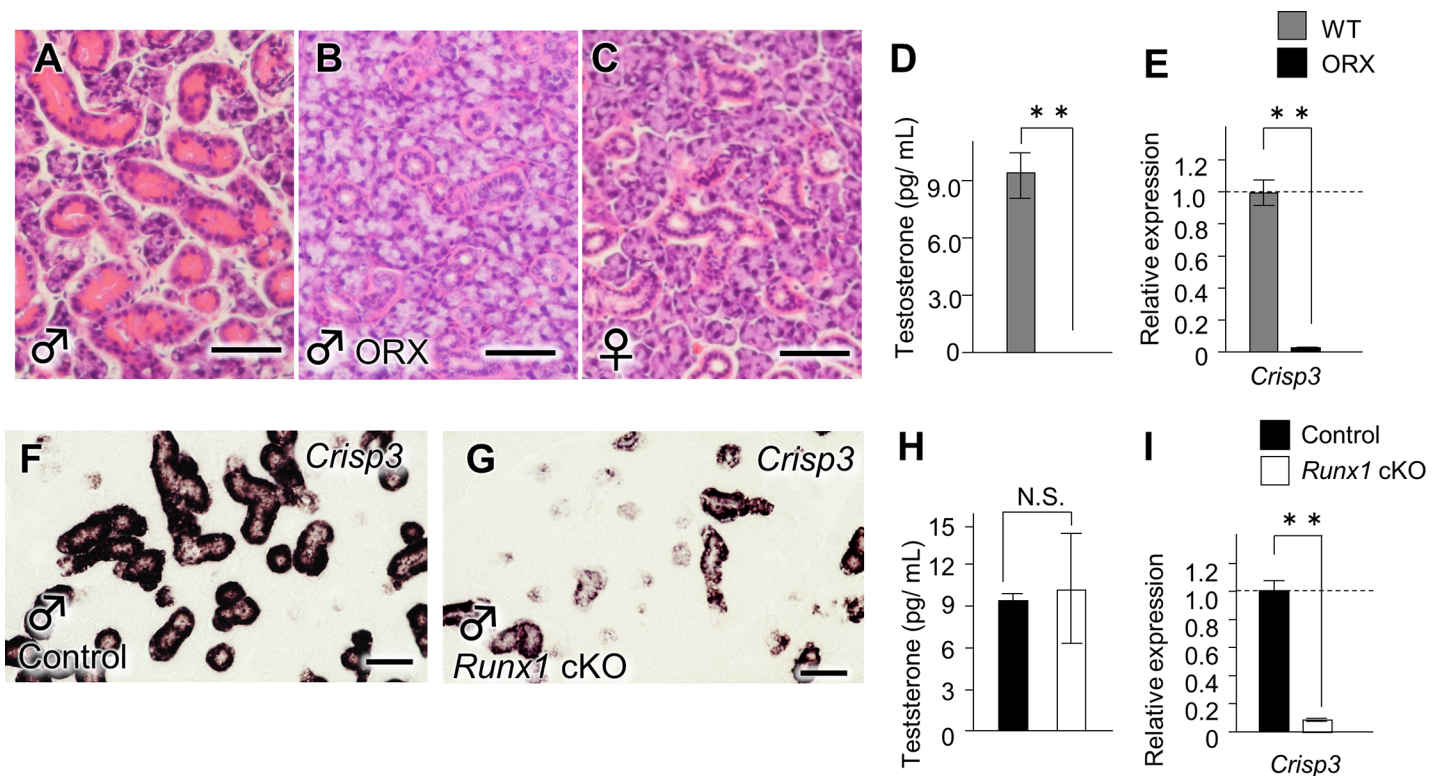 A
♂
B
♂ ORX
C
♀
D
Testosterone (pg/ mL)
* *
9.0
6.0
3.0
0
E
WT
ORX
Relative expression
* *
1.2
1.0
0.8
0.6
0.4
0.2
0
Crisp3
F
Crisp3
♂
Control
G
Crisp3
♂
Runx1 cKO
H
Teststerone (pg/ mL)
N.S.
15
12
9
6
3
0
I
Control
Runx1 cKO
Relative expression
* *
1.2
1.0
0.8
0.6
0.4
0.2
0
Crisp3